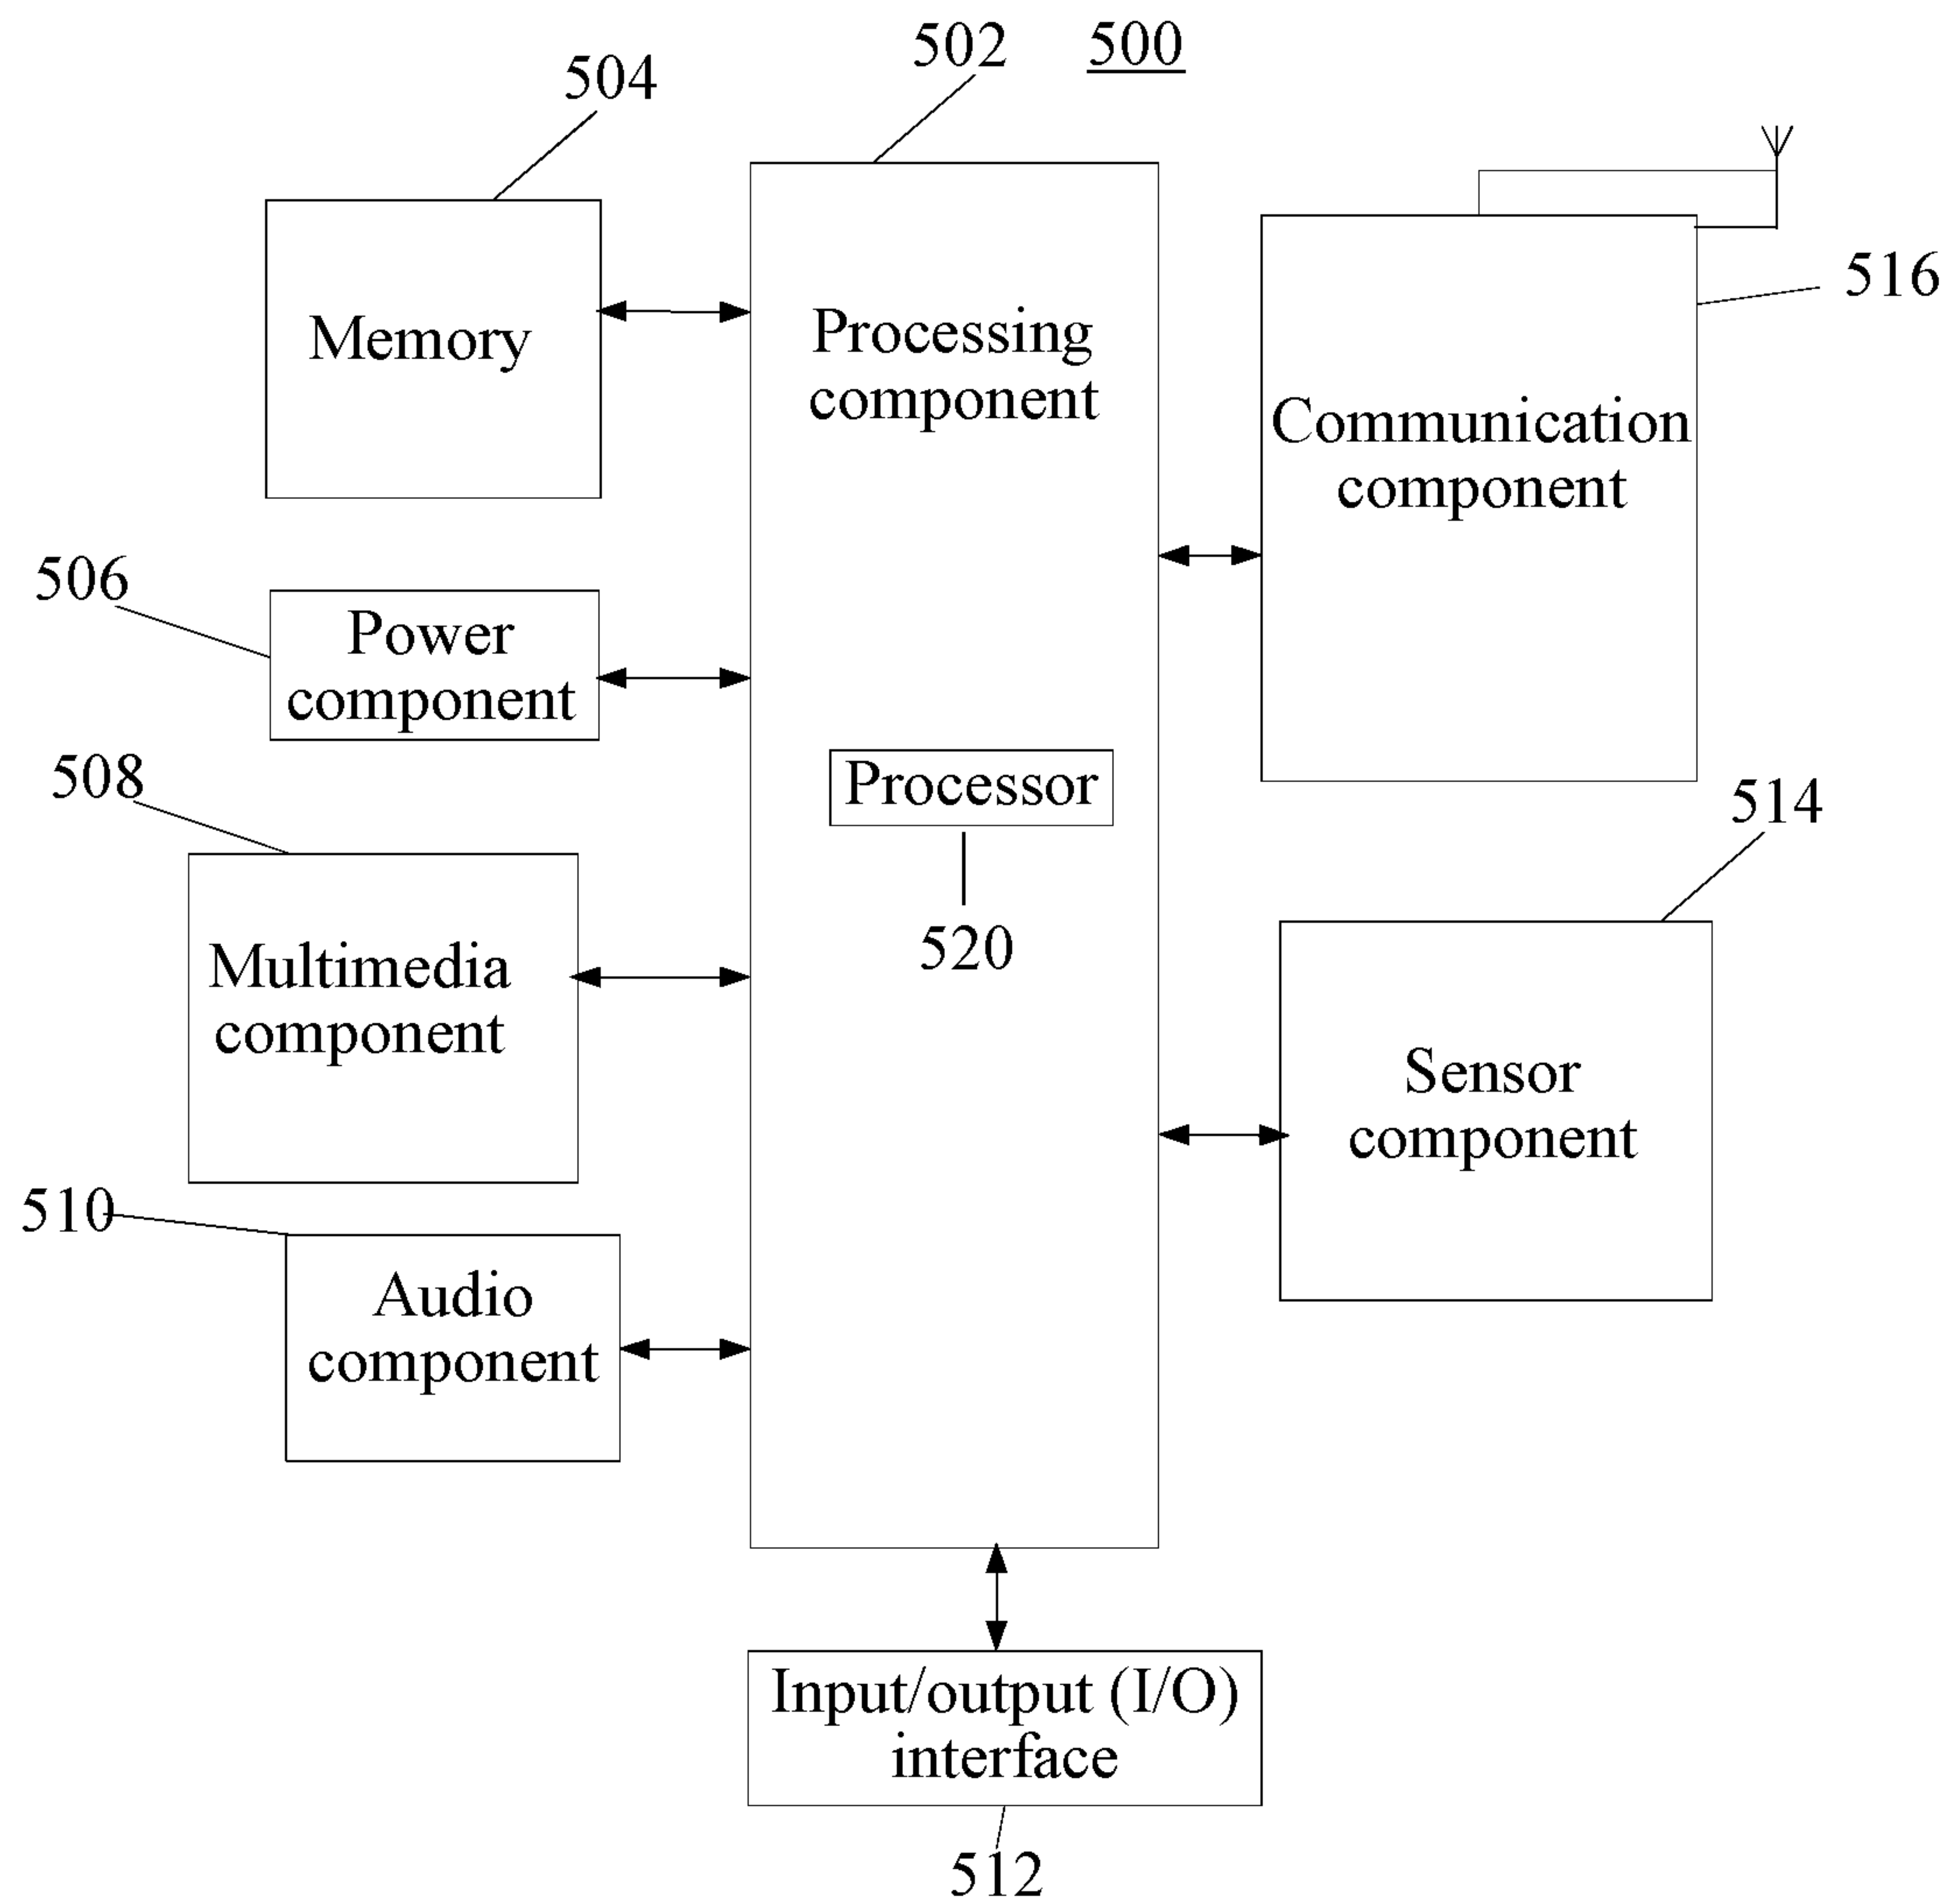 502
500
504
516
Memory
Processing
component
Communication
component
506
Power
component
508
Processor
514
520
Multimedia
component
Sensor
component
510
Audio
component
Input/output (I/O)
interface
512